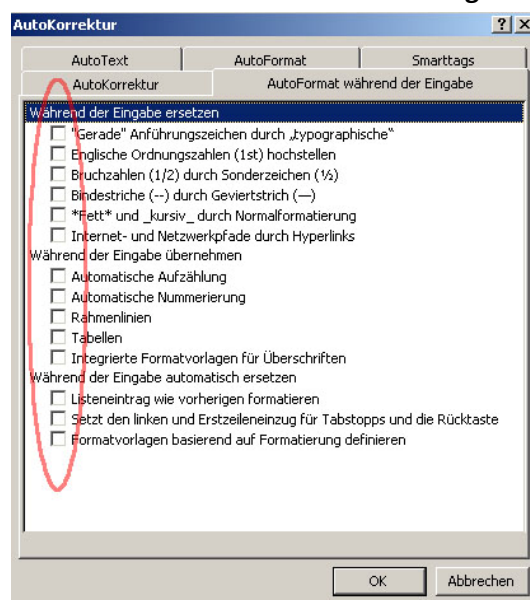 AutoKorrektur
AutoText AutoFormat Smarttags
AutoKorrektur AutoFormat während der Eingabe
Während der Eingabe ersetzen
"Gerade" Anführungszeichen durch „typographische“
Englische Ordnungszahlen (1st) hochstellen
Bruchzahlen (1/2) durch Sonderzeichen (½)
Bindestriche (--) durch Geviertstrich (—)
*Fett* und _kursiv_ durch Normalformatierung
Internet- und Netzwerkpfade durch Hyperlinks
Während der Eingabe übernehmen
Automatische Aufzählung
Automatische Nummerierung
Rahmenlinien
Tabellen
Integrierte Formatvorlagen für Überschriften
Während der Eingabe automatisch ersetzen
Listeneintrag wie vorherigen formatieren
Setzt den linken und Erstzeileneinzug für Tabstopps und die Rücktaste
Formatvorlagen basierend auf Formatierung definieren
OK Abbrechen